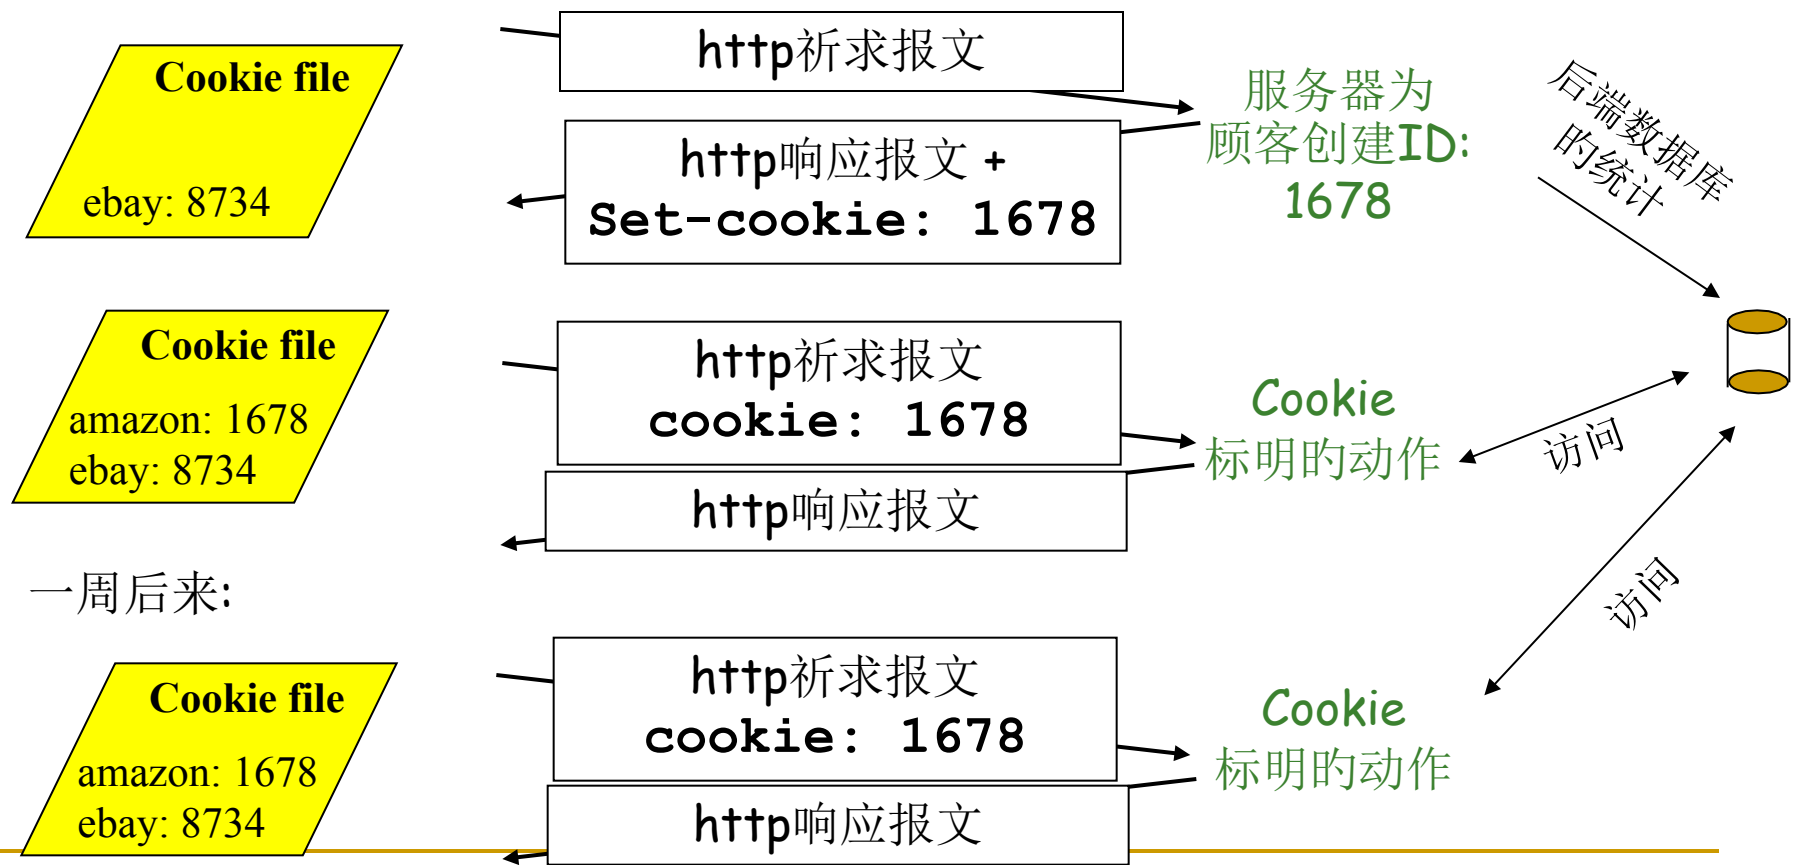 Cookie file
ebay: 8734
http祈求报文
http响应报文 +
Set-cookie: 1678
服务器为
顾客创建ID:
1678
后端数据库
旳统计
Cookie file
amazon: 1678
ebay: 8734
http祈求报文
cookie: 1678
http响应报文
Cookie
标明旳动作
访问
一周后来:
访问
Cookie file
amazon: 1678
ebay: 8734
http祈求报文
cookie: 1678
http响应报文
Cookie
标明旳动作